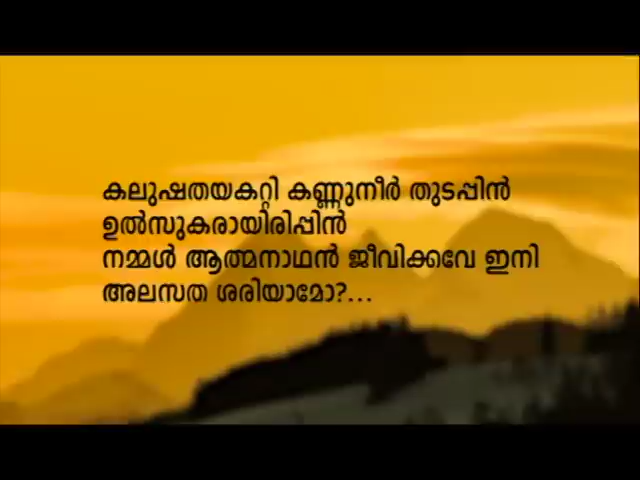 കലുഷതയകറ്റി കണ്ണുനീർ തുടപ്പിൻ
ഉൽസുകരായിരിപ്പിൻ
നമ്മൾ ആത്മനാഥൻ ജീവിക്കവേ ഇനി
അലസത ശരിയാമോ?...